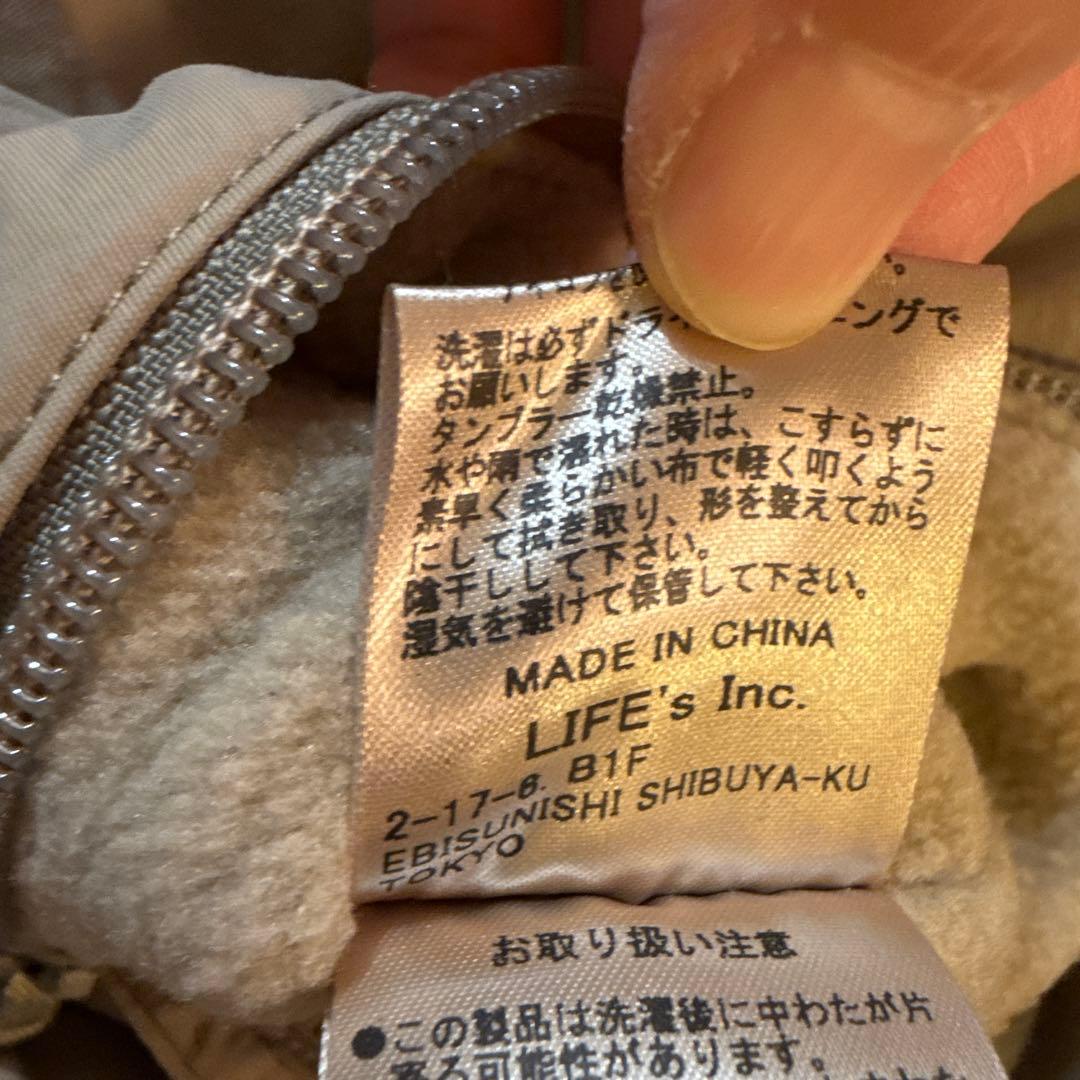 洗濯は必ずドライ ーニングで
お願いします。
タンブラー乾燥禁止。
水や雨で濡れた時は、こすらずに
素早く柔らかい布で軽く叩くよう
にして拭き取り、形を整えてから
陰干しして下さい。
湿気を避けて保管して下さい。
MADE IN CHINA
LIFE's Inc.
2-17-6. B1F
EBISUNISHI SHIBUYA-KU
TOKYO
お取り扱い注意
●この製品は洗濯後に中わたが片
寄る可能性があります。